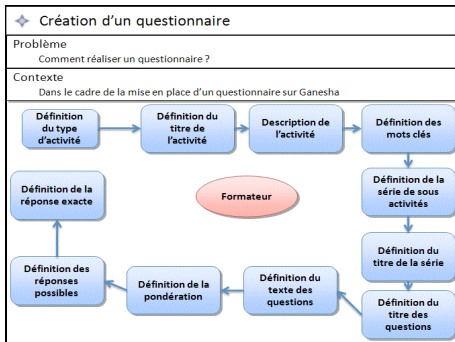 Création d'un questionnaire
Problème
Comment réaliser un questionnaire ?
Contexte
Dans le cadre de la mise en place d'un questionnaire sur Ganesha
Définition
du type
d'activité
Définition du
titre de
l'activité
Description de
l'activité
Définition des
mots clés
Définition de la
série de sous
activités
Définition du
titre de la série
Définition du
titre des
questions
Définition du
texte des
questions
Définition de la
pondération
Définition des
réponses
possibles
Définition de la
réponse exacte
Formateur